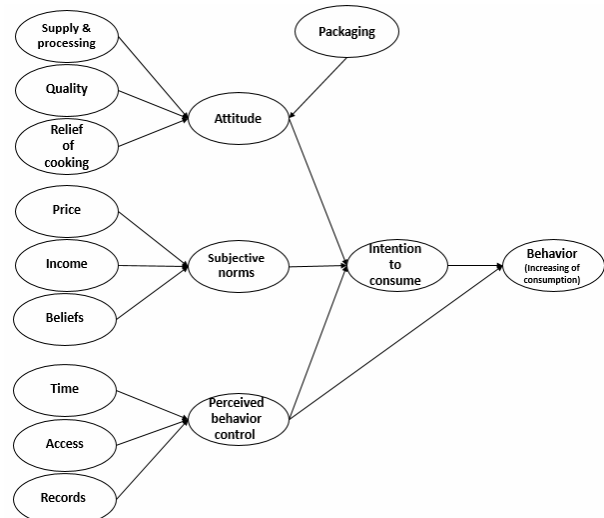 Supply &
processing
Packaging
Quality
Attitude
Relief
of
cooking
Price
Income
Subjective
norms
Intention
to
consume
Behavior
(Increasing of
consumption)
Beliefs
Time
Perceived
behavior
control
Access
Records